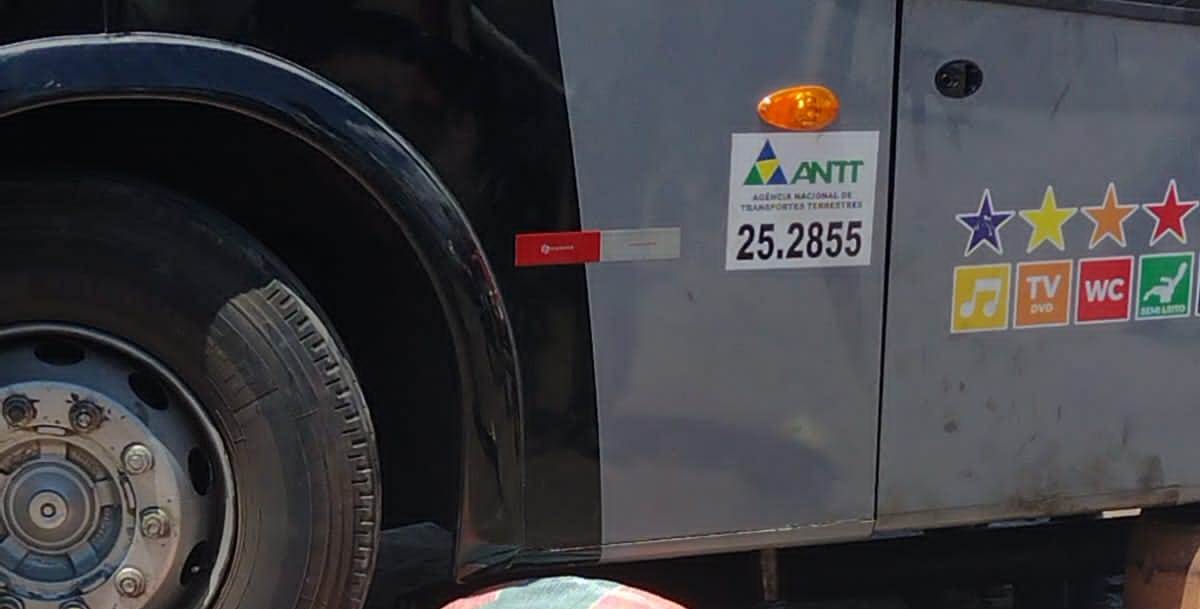 ANTT
AGÊNCIA NACIONAL DE
TRANSPORTES TERRESTRES
25.2855
TV
DVD
WC
SEMI LEITO